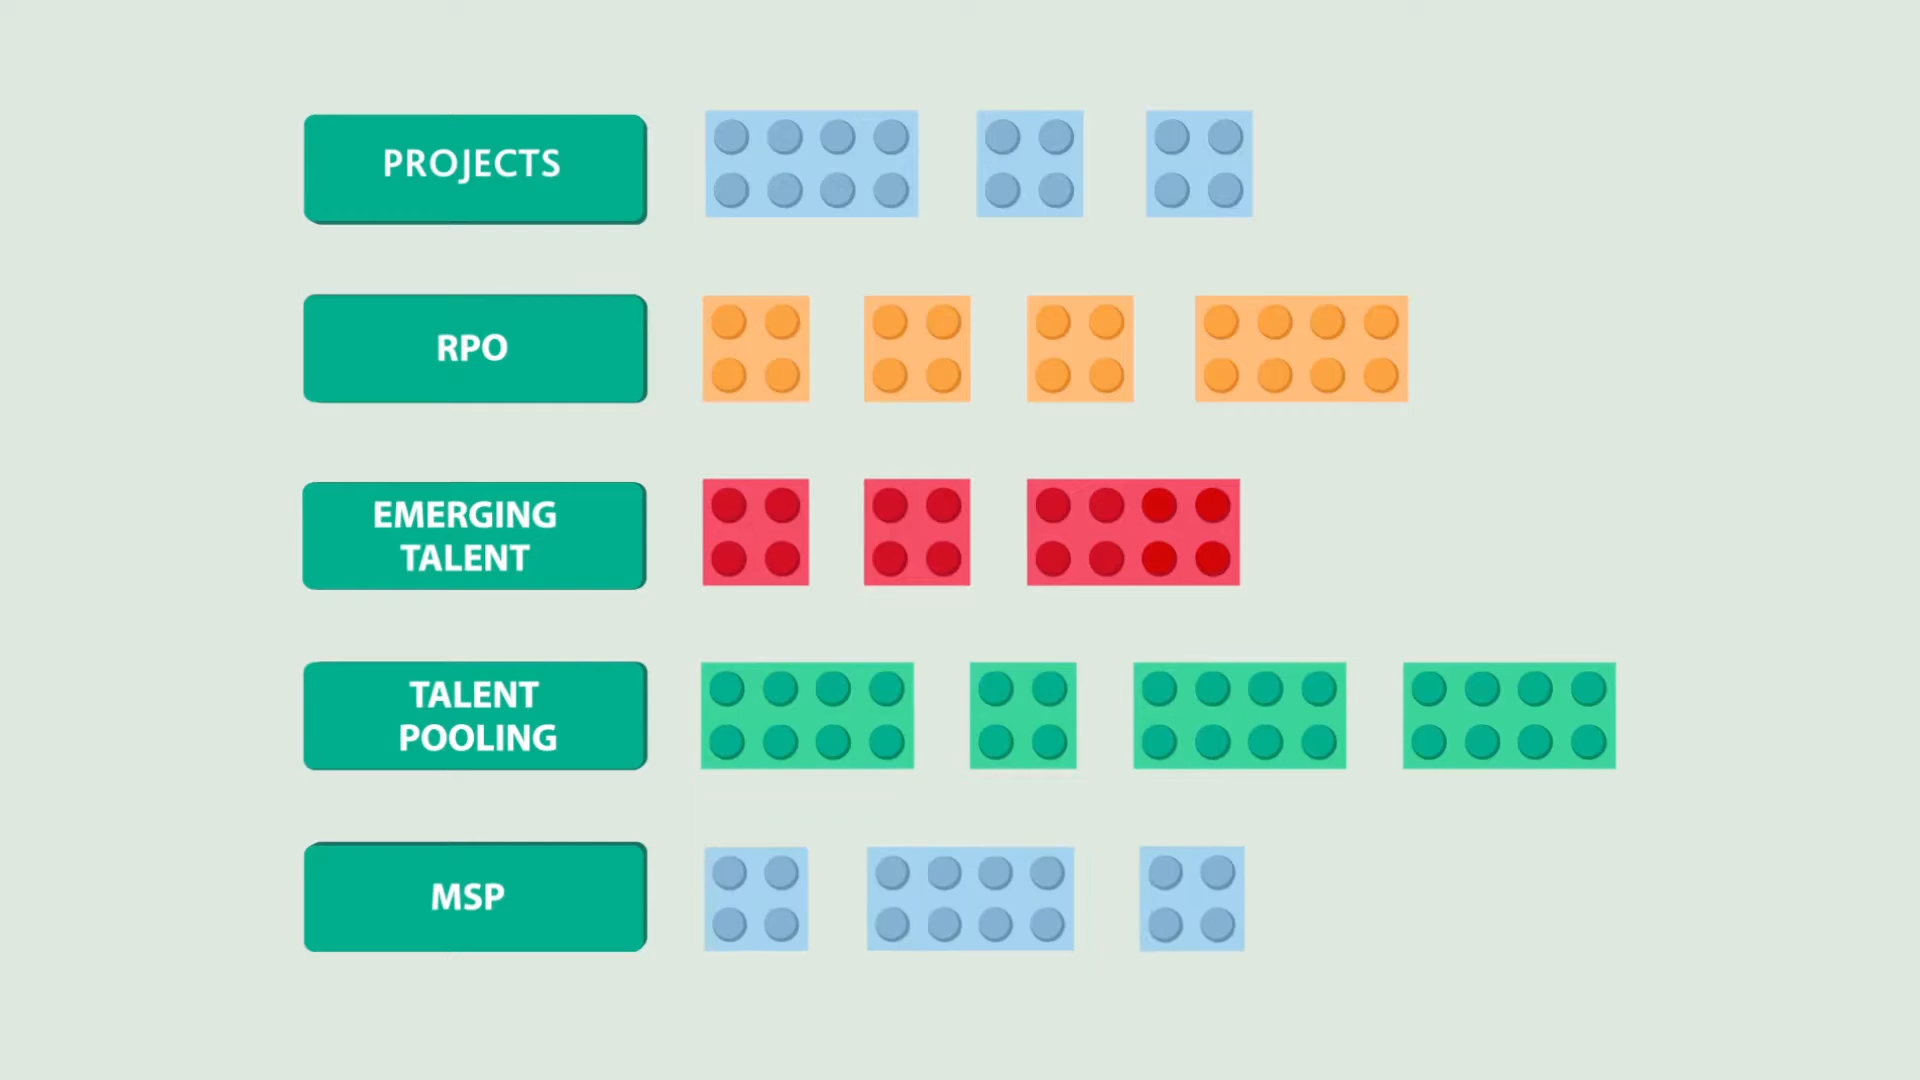 PROJECTS
RPO
EMERGING
TALENT
TALENT
POOLING
MSP